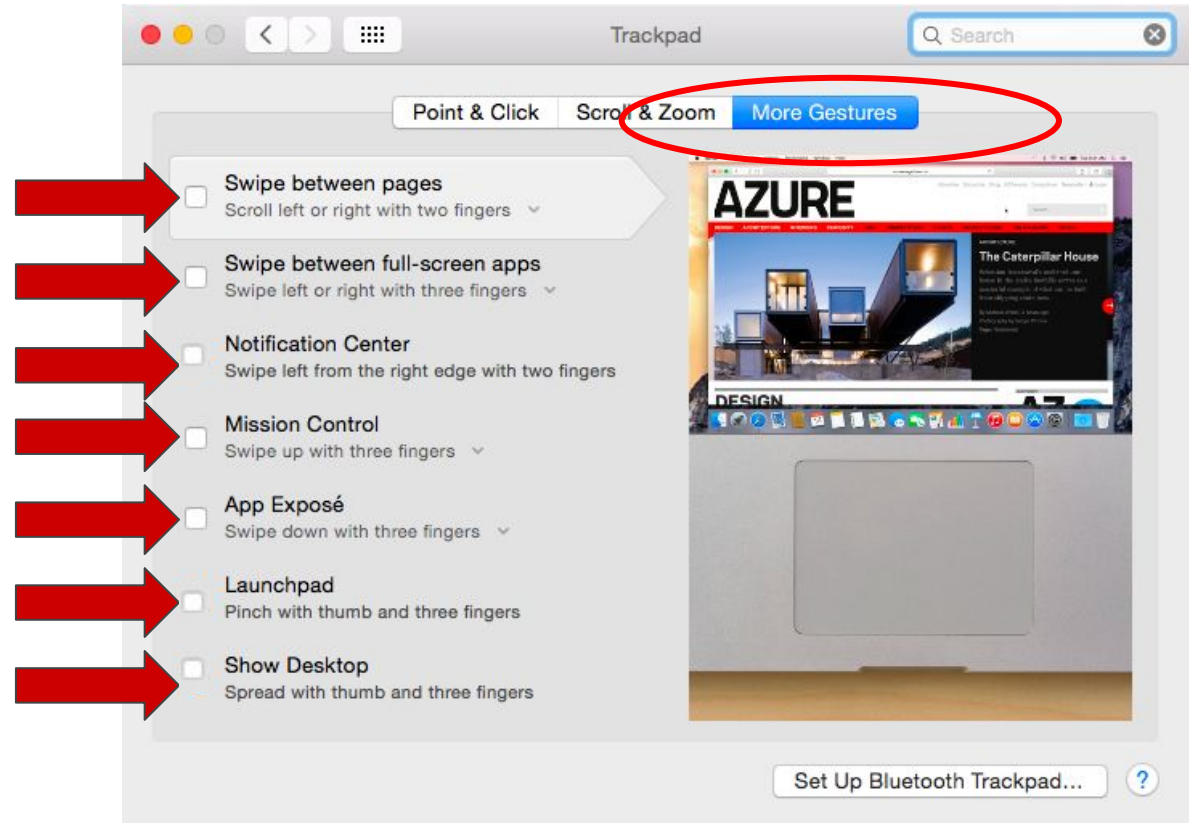 Trackpad
Search
Point & Click
Scroll & Zoom
More Gestures
Swipe between pages
Scroll left or right with two fingers
Swipe between full-screen apps
Swipe left or right with three fingers
Notification Center
Swipe left from the right edge with two fingers
Mission Control
Swipe up with three fingers
App Exposé
Swipe down with three fingers
Launchpad
Pinch with thumb and three fingers
Show Desktop
Spread with thumb and three fingers
AZURE
The Caterpillar House
DESIGN
AZ
Set Up Bluetooth Trackpad...
?